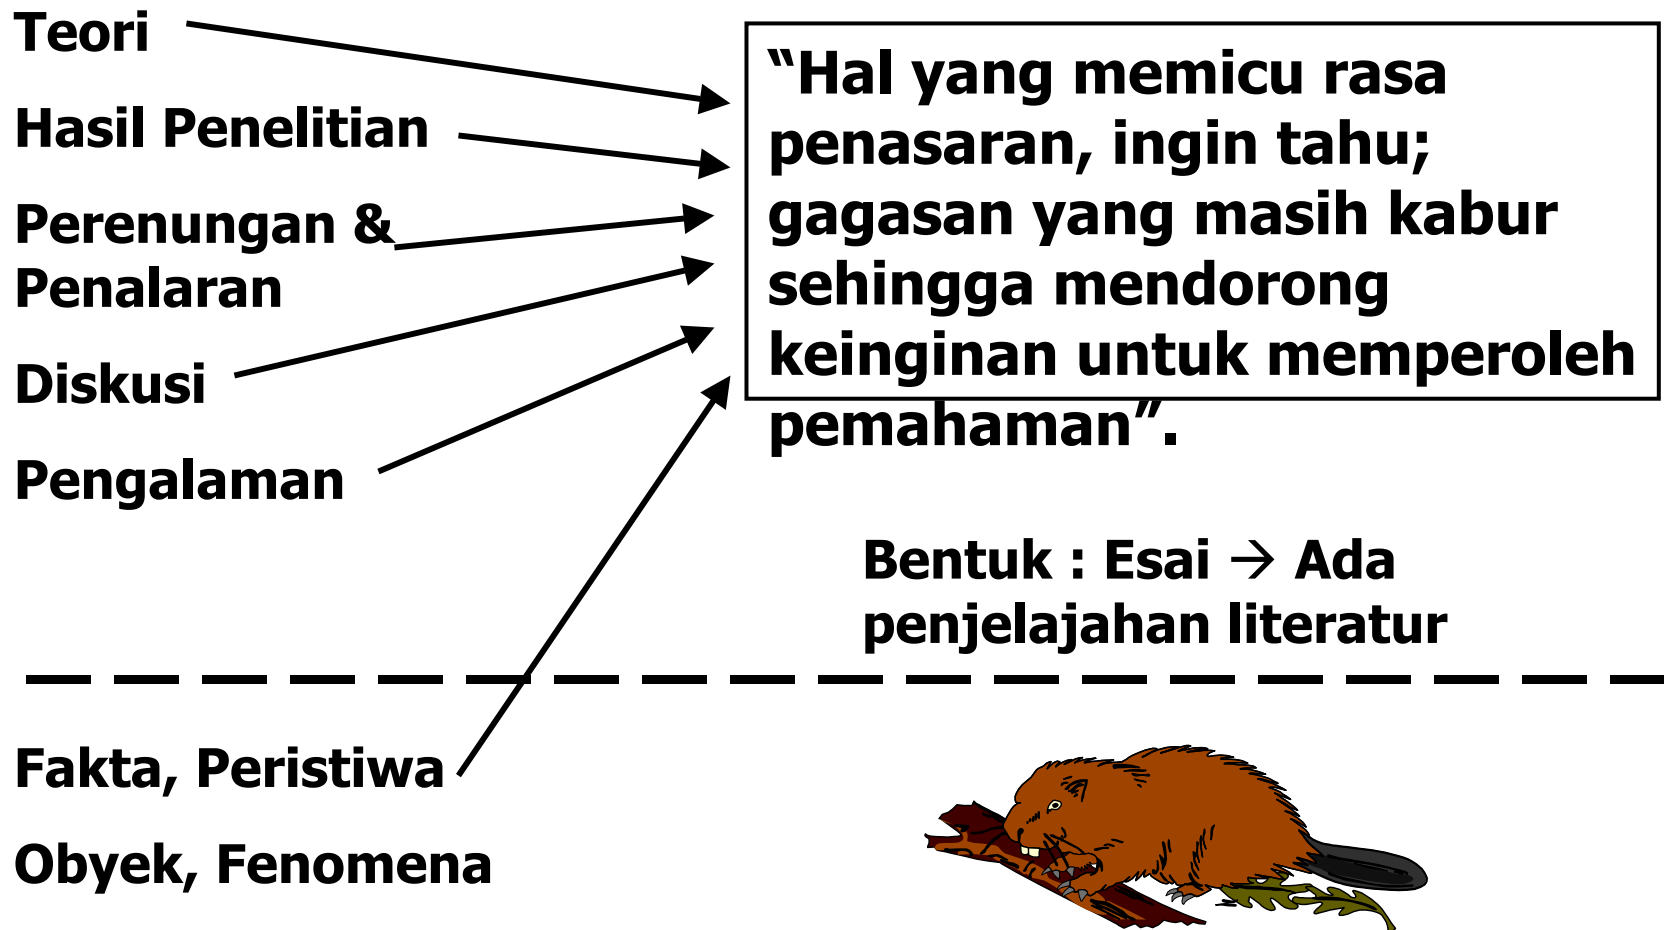 Teori
Hasil Penelitian
Perenungan &
Penalaran
Diskusi
Pengalaman
“Hal yang memicu rasa
penasaran, ingin tahu;
gagasan yang masih kabur
sehingga mendorong
keinginan untuk memperoleh
pemahaman”.
Bentuk : Esai → Ada
penjelajahan literatur
Fakta, Peristiwa
Obyek, Fenomena